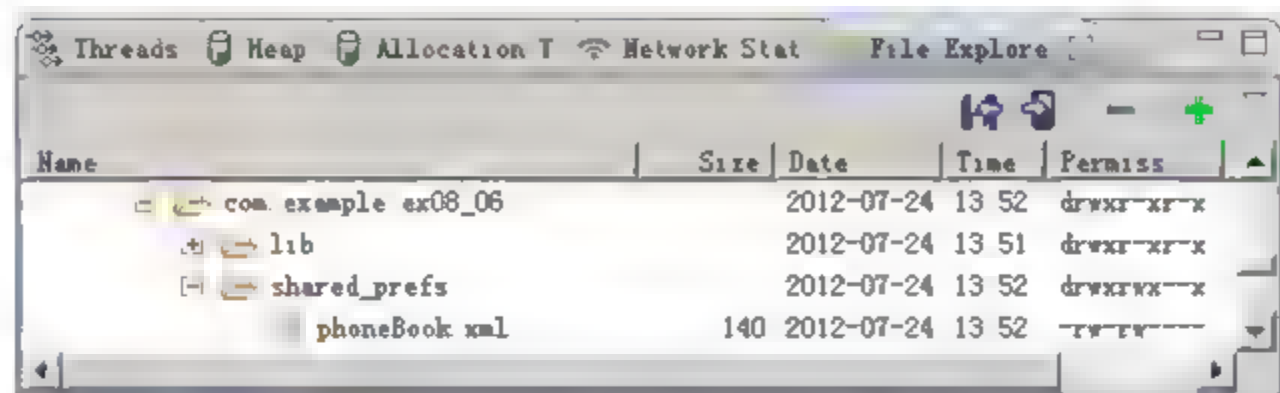 Threads Heap Allocation T Network Stat File Explore
Name Size Date Time Permiss
com.example ex08_06 2012-07-24 13 52 drwxr-xr-x
lib 2012-07-24 13 51 drwxr-xr-x
shared_prefs 2012-07-24 13 52 drwxrwx--x
phoneBook xml 140 2012-07-24 13 52 -rw-rw----